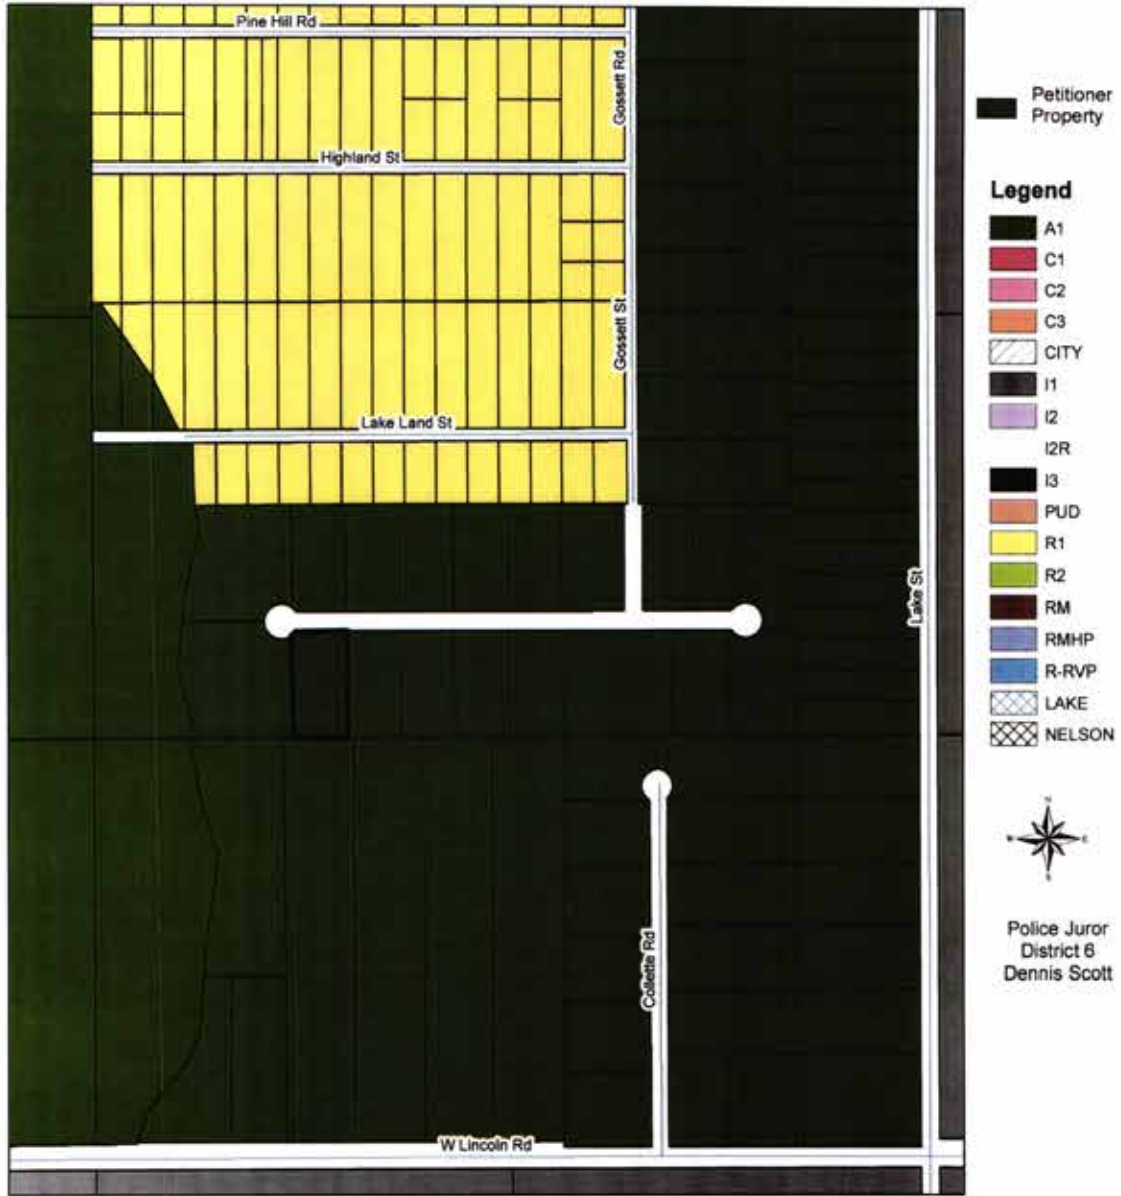 Pine Hill Rd
Gossett Rd
Highland St
Gossett St
Lake Land St
Lake St
Collette Rd
W Lincoln Rd
Petitioner
Property
Legend
A1
C1
C2
C3
CITY
I1
I2
I2R
I3
PUD
R1
R2
RM
RMHP
R-RVP
LAKE
NELSON
N
W E
S
Police Juror
District 6
Dennis Scott